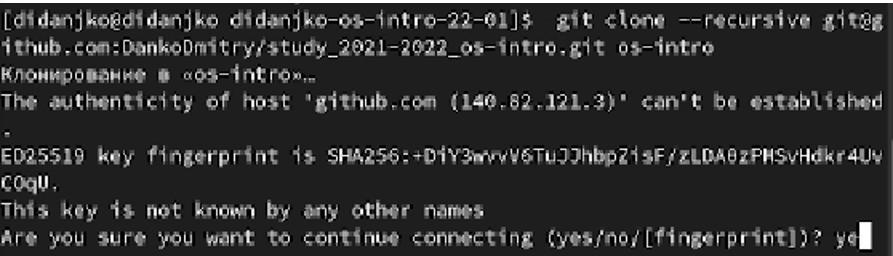 [didanjko@didanjko didanjko-os-intro-22-01]$ git clone --recursive git@g
ithub.com:DankoDmitry/study_2021-2022_os-intro.git os-intro
Клонирование в «os-intro»…
The authenticity of host 'github.com (140.82.121.3)' can't be established
.
ED25519 key fingerprint is SHA256:+DiY3wvvV6TuJJhbpZisF/zLDA0zPMSvHdkr4Uv
COqU.
This key is not known by any other names
Are you sure you want to continue connecting (yes/no/[fingerprint])? ye